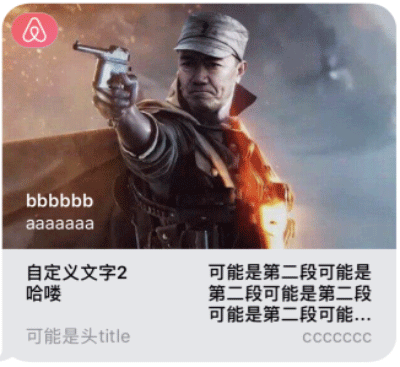 bbbbbb
aaaaaaa
自定义文字2
哈喽
可能是第二段可能是
第二段可能是第二段
可能是第二段可能...
可能是头title
ccccccc